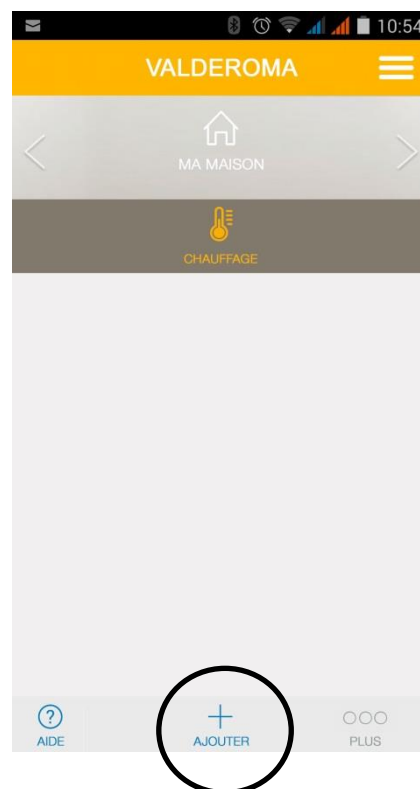 10:54
VALDEROMA
MA MAISON
CHAUFFAGE
? 
AIDE
AJOUTER
PLUS